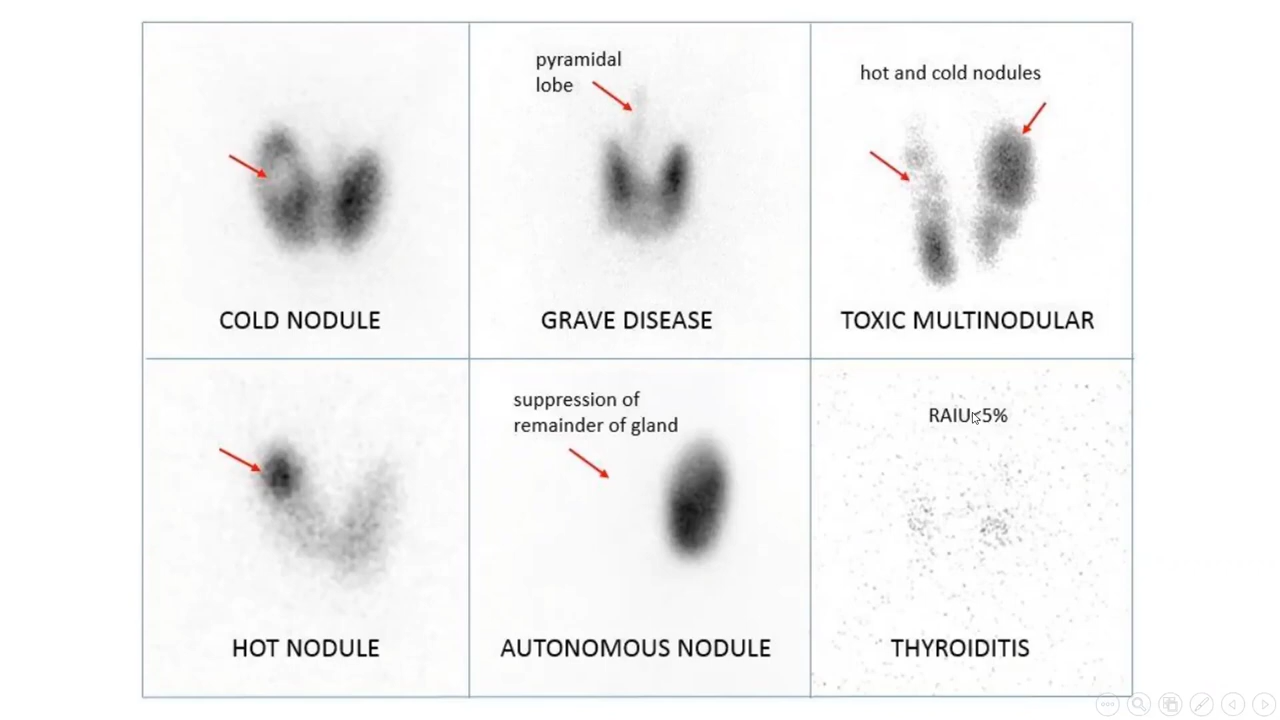 pyramidal
lobe
hot and cold nodules
COLD NODULE
GRAVE DISEASE
TOXIC MULTINODULAR
suppression of
remainder of gland
RAIU<5%
HOT NODULE
AUTONOMOUS NODULE
THYROIDITIS